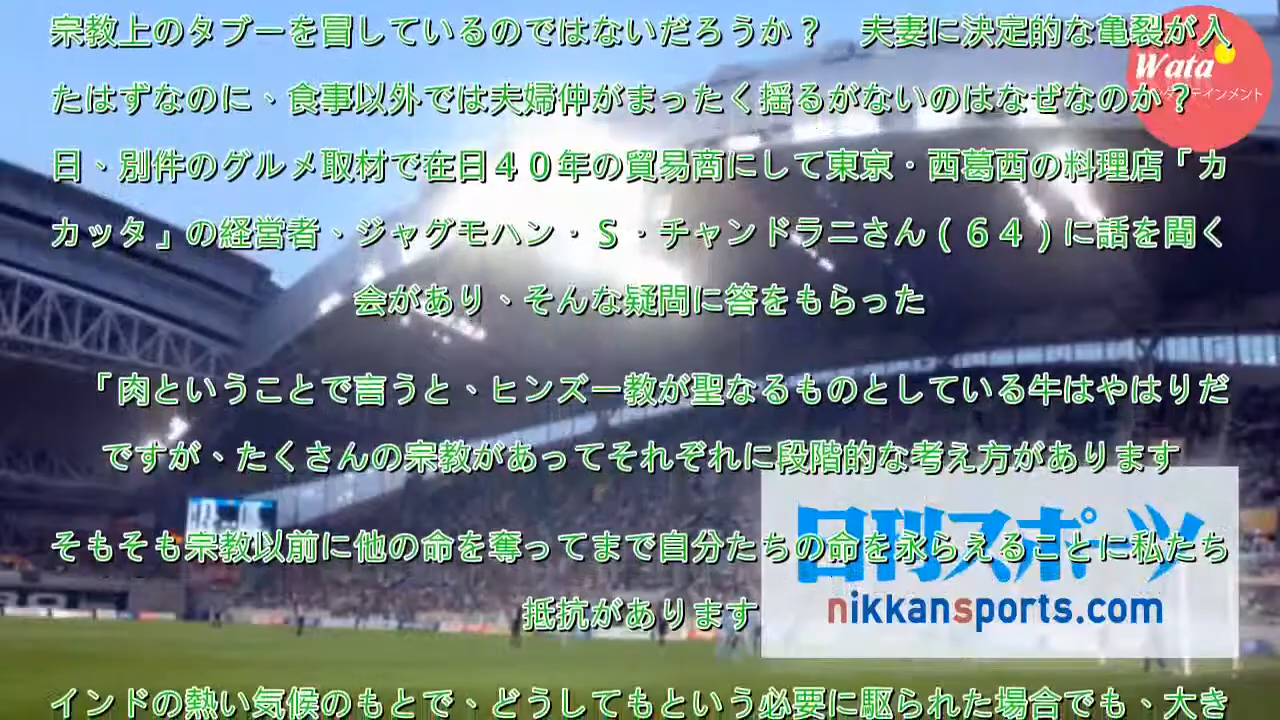 宗教上のタブーを冒しているのではないだろうか？　夫妻に決定的な亀裂が入
Wata
たはずなのに、食事以外では夫婦仲がまったく揺るがないのはなぜなのか？
テインメント
日、別件のグルメ取材で在日４０年の貿易商にして東京・西葛西の料理店「カ
カッタ」の経営者、ジャグモハン・Ｓ・チャンドラニさん（６４）に話を聞く
会があり、そんな疑問に答をもらった
「肉ということで言うと、ヒンズー教が聖なるものとしている牛はやはりだ
ですが、たくさんの宗教があってそれぞれに段階的な考え方があります
そもそも宗教以前に他の命を奪ってまで自分たちの命を永らえることに私たち
抵抗があります
日刊スポーツ
nikkansports.com
インドの熱い気候のもとで、どうしてもという必要に駆られた場合でも、大き